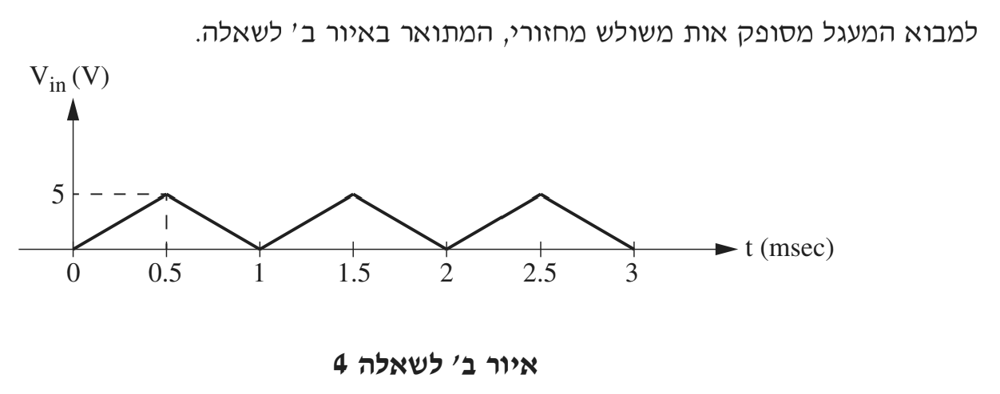 למבוא המעגל מסופק אות משולש מחזורי, המתואר באיור ב' לשאלה.
V_in (V)
5
0 0.5 1 1.5 2 2.5 3 t (msec)
איור ב' לשאלה 4